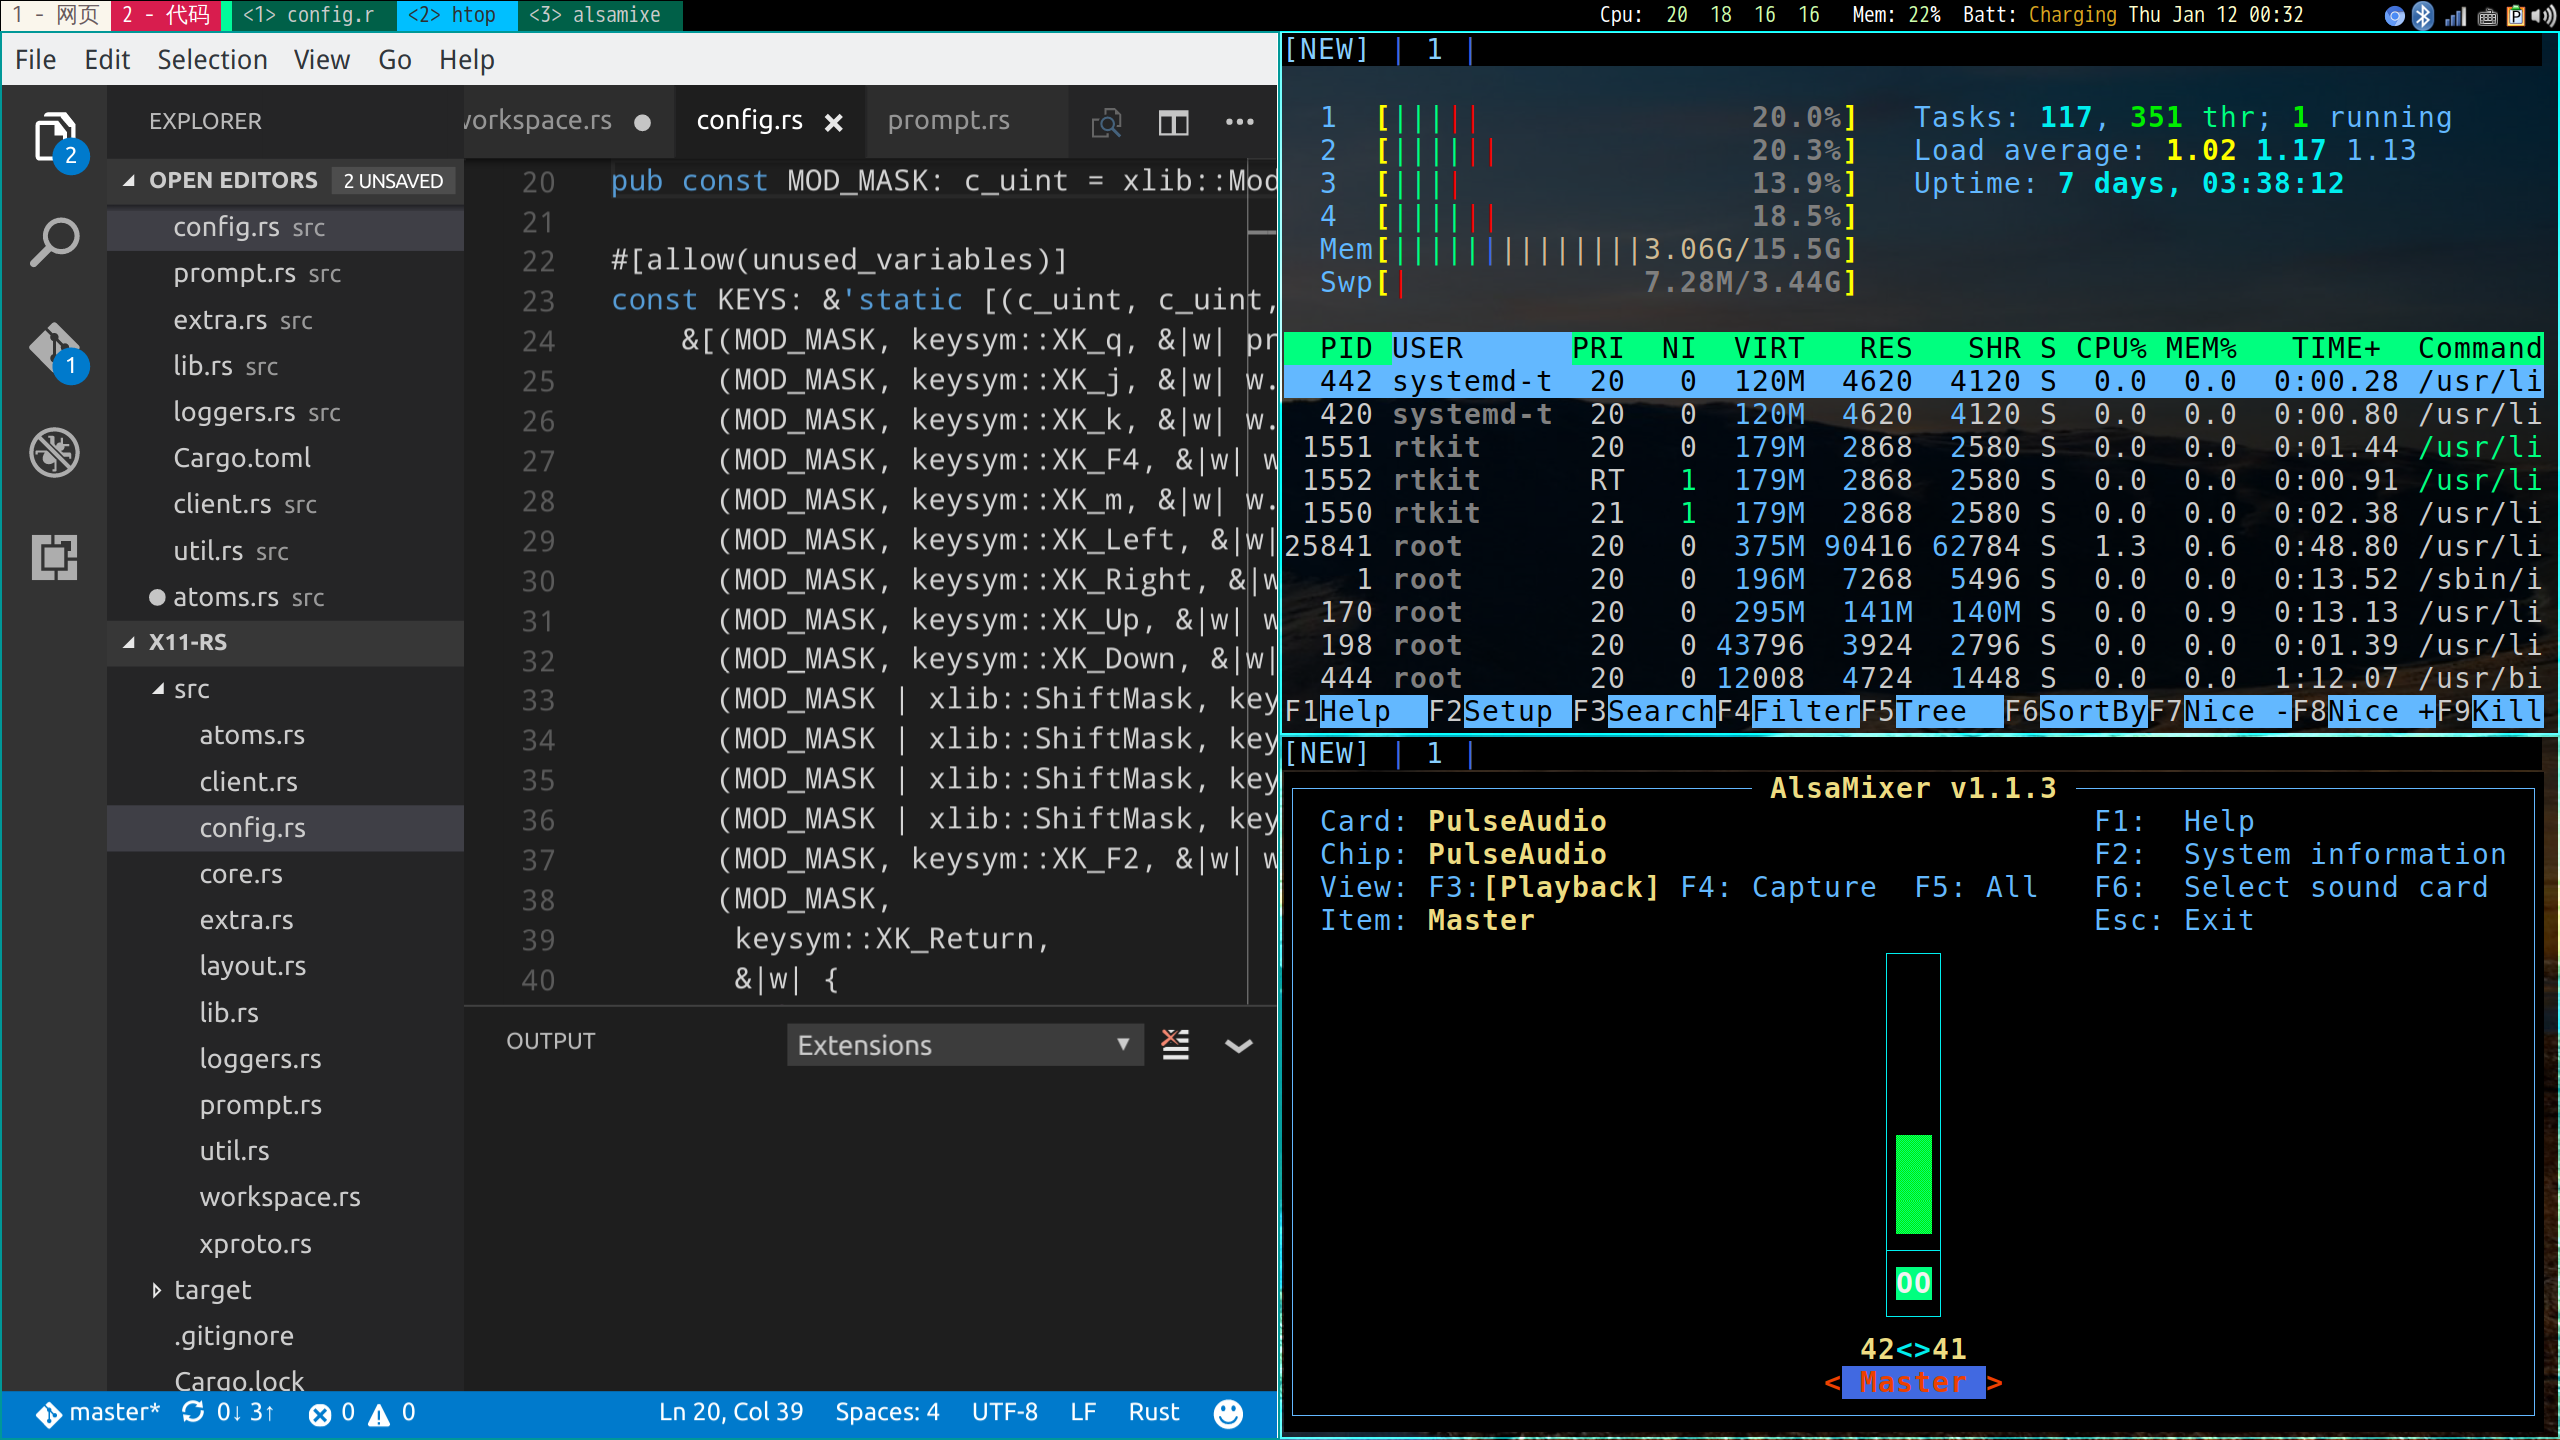 1 - 网页 2 - 代码 <1> config.r <2> htop <3> alsamixe Cpu: 20 18 16 16 Mem: 22% Batt: Charging Thu Jan 12 00:32
File Edit Selection View Go Help
EXPLORER
OPEN EDITORS 2 UNSAVED
config.rs src
prompt.rs src
extra.rs src
lib.rs src
loggers.rs src
Cargo.toml
client.rs src
util.rs src
atoms.rs src
X11-RS
src
atoms.rs
client.rs
config.rs
core.rs
extra.rs
layout.rs
lib.rs
loggers.rs
prompt.rs
util.rs
workspace.rs
xproto.rs
target
.gitignore
Cargo.lock
2
1
orkspace.rs config.rs prompt.rs
20 pub const MOD_MASK: c_uint = xlib::Mod
21
22 #[allow(unused_variables)]
23 const KEYS: &'static [(c_uint, c_uint,
24 &[(MOD_MASK, keysym::XK_q, &|w| pr
25 (MOD_MASK, keysym::XK_j, &|w| w.
26 (MOD_MASK, keysym::XK_k, &|w| w.
27 (MOD_MASK, keysym::XK_F4, &|w| w
28 (MOD_MASK, keysym::XK_m, &|w| w.
29 (MOD_MASK, keysym::XK_Left, &|w|
30 (MOD_MASK, keysym::XK_Right, &|w
31 (MOD_MASK, keysym::XK_Up, &|w| w
32 (MOD_MASK, keysym::XK_Down, &|w|
33 (MOD_MASK | xlib::ShiftMask, key
34 (MOD_MASK | xlib::ShiftMask, key
35 (MOD_MASK | xlib::ShiftMask, key
36 (MOD_MASK | xlib::ShiftMask, key
37 (MOD_MASK, keysym::XK_F2, &|w| w
38 (MOD_MASK,
39 keysym::XK_Return,
40 &|w| {
OUTPUT Extensions
master* 0↓ 3↑ 0 0 Ln 20, Col 39 Spaces: 4 UTF-8 LF Rust
[NEW] | 1 |
1 [||||| 20.0%] Tasks: 117, 351 thr; 1 running
2 [|||||| 20.3%] Load average: 1.02 1.17 1.13
3 [|||| 13.9%] Uptime: 7 days, 03:38:12
4 [|||||| 18.5%]
Mem[||||||||||||||3.06G/15.5G]
Swp[| 7.28M/3.44G]
PID USER PRI NI VIRT RES SHR S CPU% MEM% TIME+ Command
442 systemd-t 20 0 120M 4620 4120 S 0.0 0.0 0:00.28 /usr/li
420 systemd-t 20 0 120M 4620 4120 S 0.0 0.0 0:00.80 /usr/li
1551 rtkit 20 0 179M 2868 2580 S 0.0 0.0 0:01.44 /usr/li
1552 rtkit RT 1 179M 2868 2580 S 0.0 0.0 0:00.91 /usr/li
1550 rtkit 21 1 179M 2868 2580 S 0.0 0.0 0:02.38 /usr/li
25841 root 20 0 375M 90416 62784 S 1.3 0.6 0:48.80 /usr/li
1 root 20 0 196M 7268 5496 S 0.0 0.0 0:13.52 /sbin/i
170 root 20 0 295M 141M 140M S 0.0 0.9 0:13.13 /usr/li
198 root 20 0 43796 3924 2796 S 0.0 0.0 0:01.39 /usr/li
444 root 20 0 12008 4724 1448 S 0.0 0.0 1:12.07 /usr/bi
F1Help F2Setup F3SearchF4FilterF5Tree F6SortByF7Nice -F8Nice +F9Kill
[NEW] | 1 |
AlsaMixer v1.1.3
Card: PulseAudio F1: Help
Chip: PulseAudio F2: System information
View: F3:[Playback] F4: Capture F5: All F6: Select sound card
Item: Master Esc: Exit
OO
42<>41
< Master >